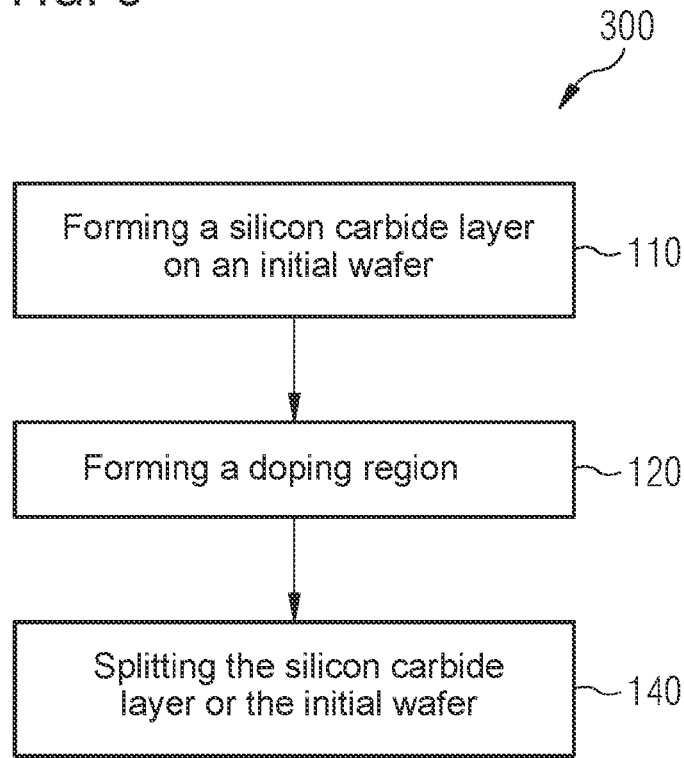 300
Forming a silicon carbide layer
on an initial wafer
110
Forming a doping region
120
Splitting the silicon carbide
layer or the initial wafer
140